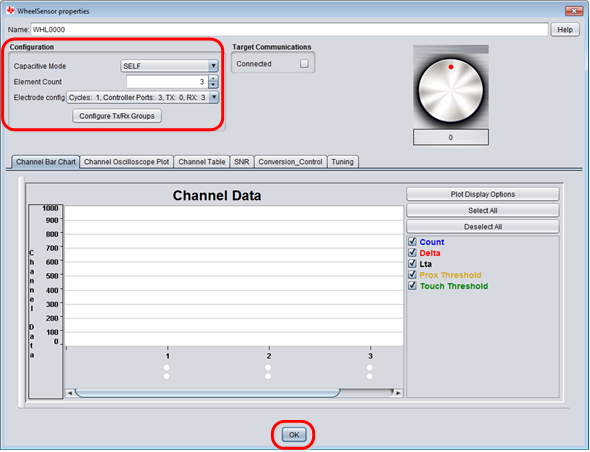 WheelSensor properties
Name: WHL0000 Help
Configuration
Capacitive Mode SELF
Element Count 3
Electrode config Cycles: 1, Controller Ports: 3, TX: 0, RX: 3
Configure Tx/Rx Groups
Target Communications
Connected
0
Channel Bar Chart Channel Oscilloscope Plot Channel Table SNR Conversion_Control Tuning
Channel Data
Channel Data
1000
900
800
700
600
500
400
300
200
100
0
1 2 3
Plot Display Options
Select All
Deselect All
Count
Delta
Lta
Prox Threshold
Touch Threshold
OK